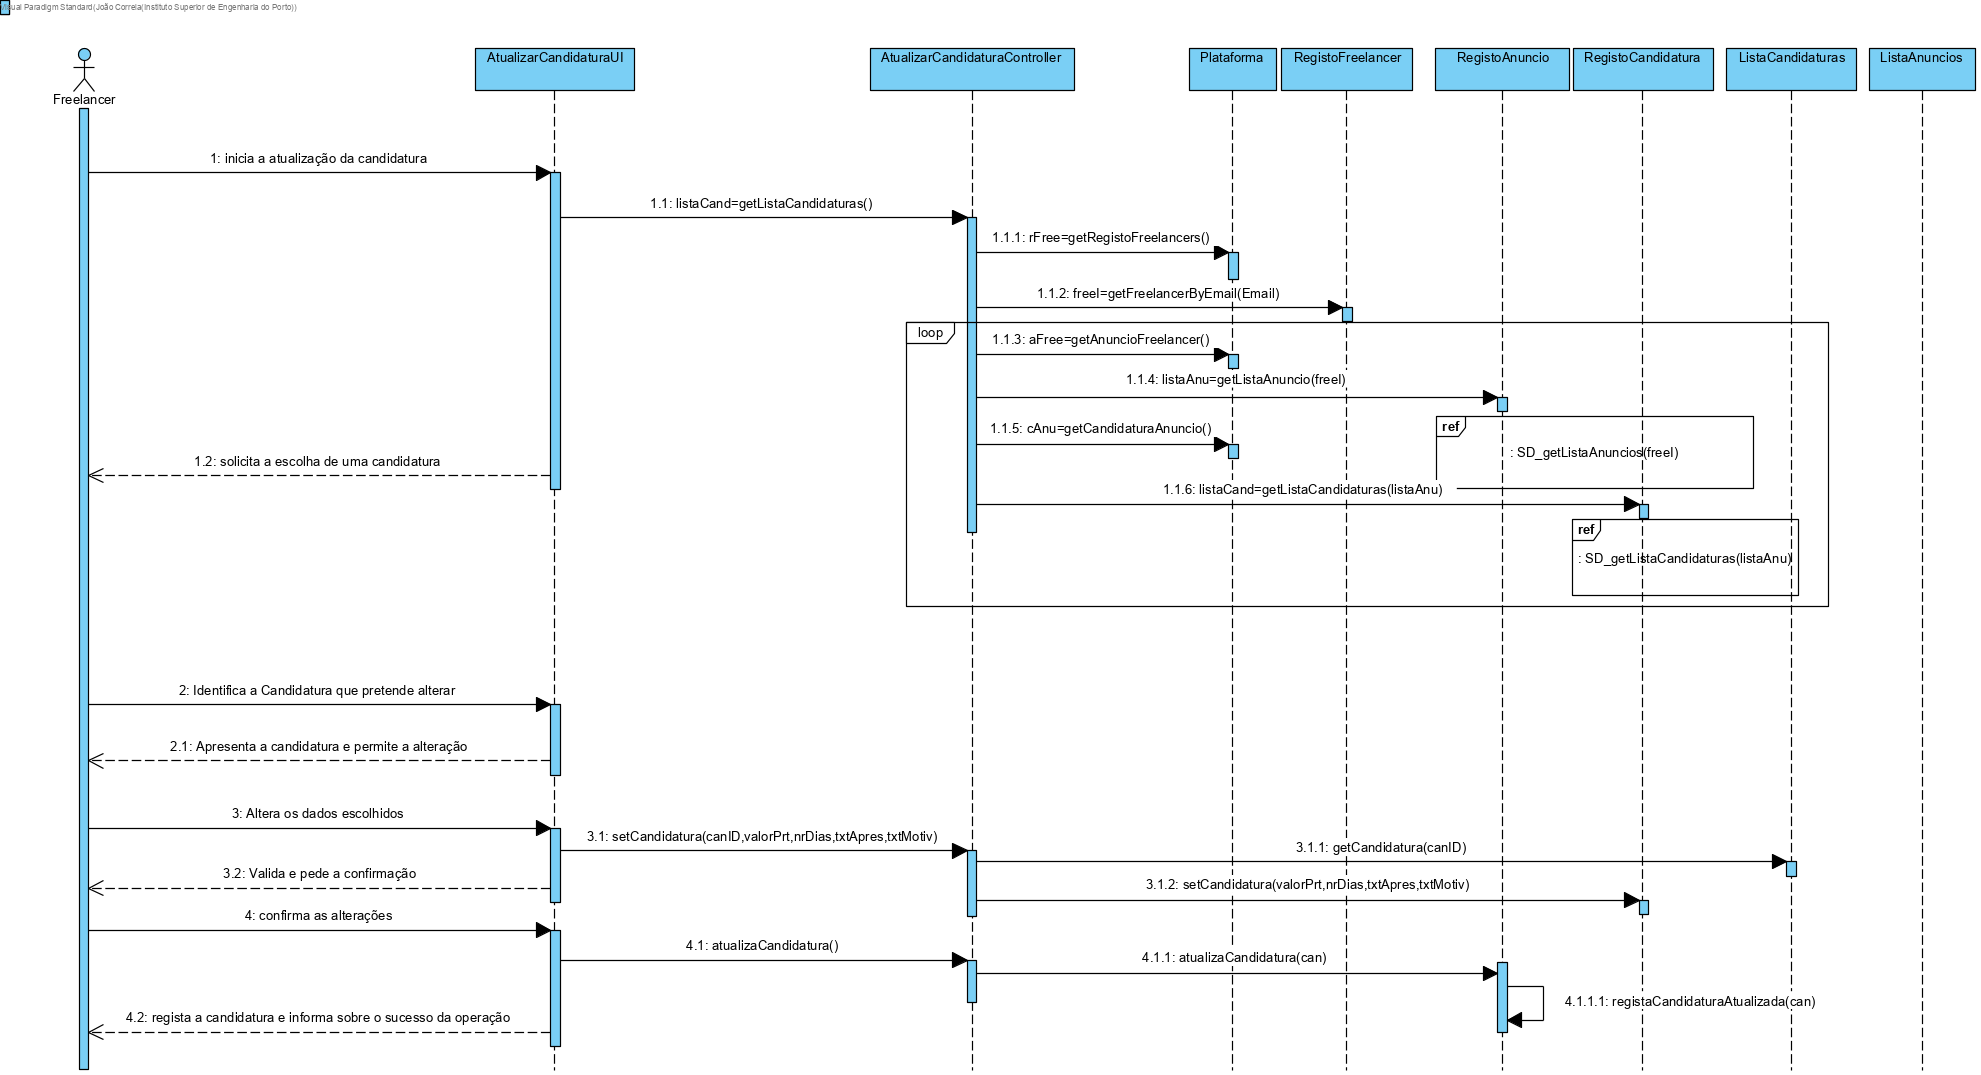 Visual Paradigm Standard(João Correia(Instituto Superior de Engenharia do Porto))
Freelancer
AtualizarCandidaturaUI
AtualizarCandidaturaController
Plataforma
RegistoFreelancer
RegistoAnuncio
RegistoCandidatura
ListaCandidaturas
ListaAnuncios
1: inicia a atualização da candidatura
1.1: listaCand=getListaCandidaturas()
1.1.1: rFree=getRegistoFreelancers()
1.1.2: freel=getFreelancerByEmail(Email)
loop
1.1.3: aFree=getAnuncioFreelancer()
1.1.4: listaAnu=getListaAnuncio(freel)
ref
1.1.5: cAnu=getCandidaturaAnuncio()
: SD_getListaAnuncios(freel)
1.2: solicita a escolha de uma candidatura
1.1.6: listaCand=getListaCandidaturas(listaAnu)
ref
: SD_getListaCandidaturas(listaAnu)
2: Identifica a Candidatura que pretende alterar
2.1: Apresenta a candidatura e permite a alteração
3: Altera os dados escolhidos
3.1: setCandidatura(canID,valorPrt,nrDias,txtApres,txtMotiv)
3.1.1: getCandidatura(canID)
3.2: Valida e pede a confirmação
3.1.2: setCandidatura(valorPrt,nrDias,txtApres,txtMotiv)
4: confirma as alterações
4.1: atualizaCandidatura()
4.1.1: atualizaCandidatura(can)
4.1.1.1: registaCandidaturaAtualizada(can)
4.2: regista a candidatura e informa sobre o sucesso da operação